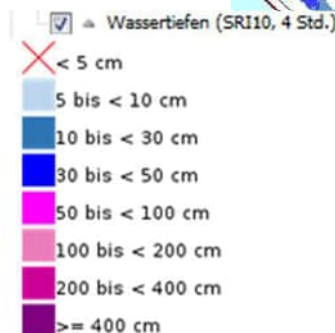 Wassertiefen (SRI10, 4 Std.)
< 5 cm
5 bis < 10 cm
10 bis < 30 cm
30 bis < 50 cm
50 bis < 100 cm
100 bis < 200 cm
200 bis < 400 cm
>= 400 cm